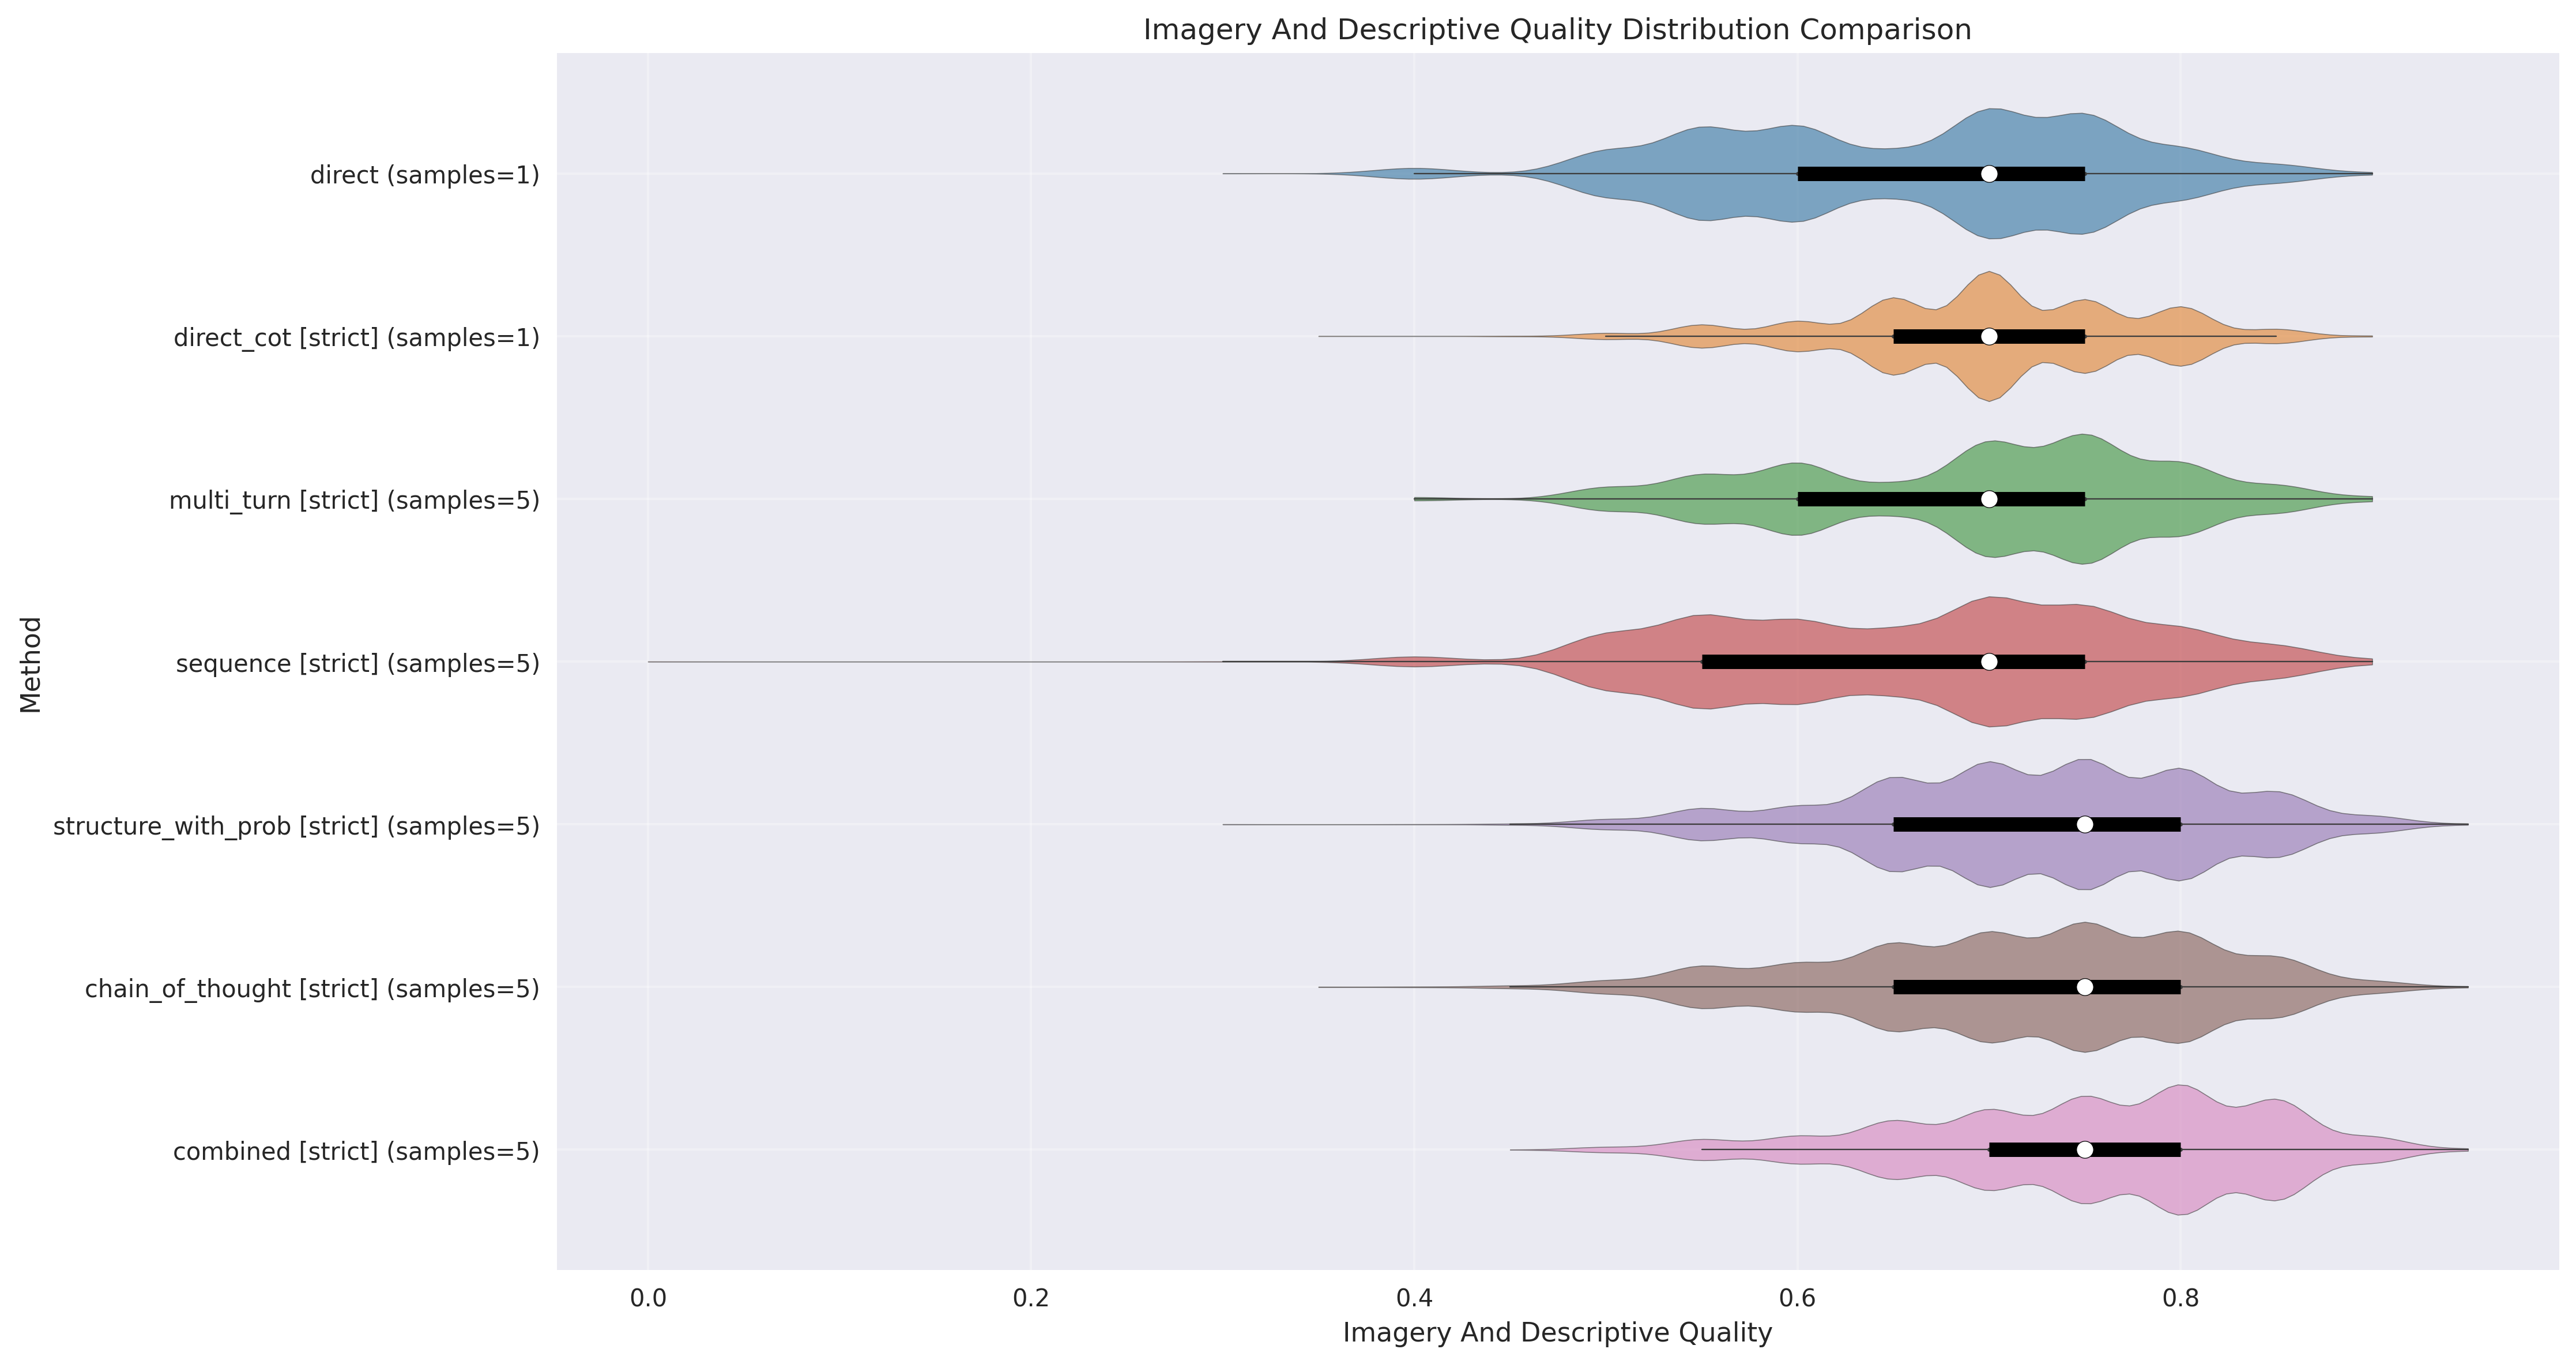 Imagery And Descriptive Quality Distribution Comparison
direct (samples=1)
direct_cot [strict] (samples=1)
multi_turn [strict] (samples=5)
sequence [strict] (samples=5)
structure_with_prob [strict] (samples=5)
chain_of_thought [strict] (samples=5)
combined [strict] (samples=5)
Method
0.0 0.2 0.4 0.6 0.8
Imagery And Descriptive Quality